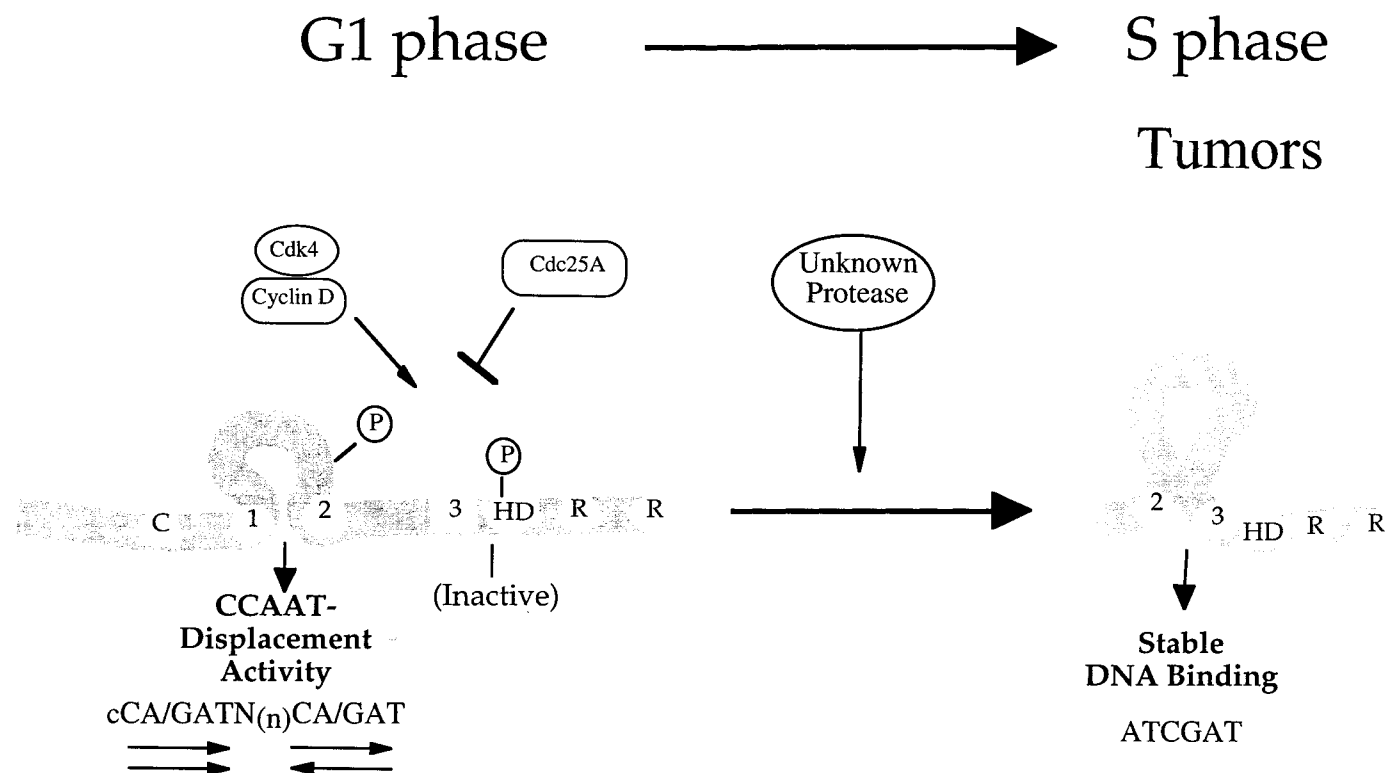 G1 phase
S phase
Tumors
Cdk4
Cyclin D
Cdc25A
Unknown
Protease
P
P
C 1 2 3 HD R R
2 3 HD R R
(Inactive)
CCAAT-
Displacement
Activity
cCA/GATN(n)CA/GAT
Stable
DNA Binding
ATCGAT